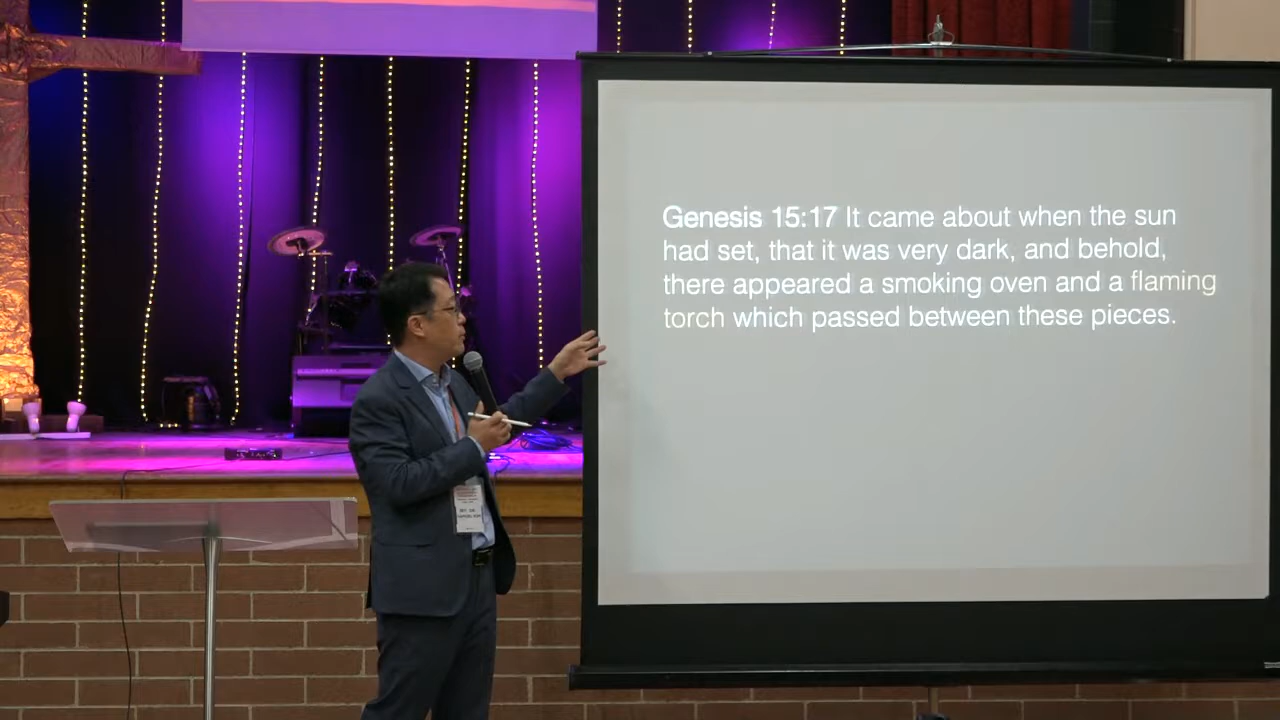 Genesis 15:17 It came about when the sun
had set, that it was very dark, and behold,
there appeared a smoking oven and a flaming
torch which passed between these pieces.